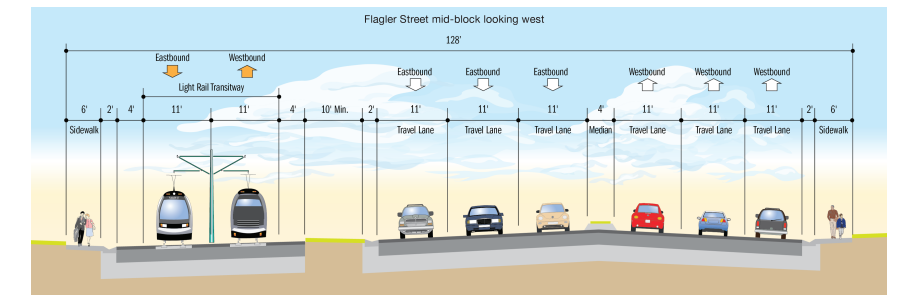 Flagler Street mid-block looking west
128'
Eastbound Westbound
Light Rail Transitway
Eastbound Eastbound Eastbound Westbound Westbound Westbound
6' 2' 4' 11' 11' 4' 10' Min. 2' 11' 11' 11' 4' 11' 11' 11' 2' 6'
Sidewalk Travel Lane Travel Lane Travel Lane Median Travel Lane Travel Lane Travel Lane Sidewalk